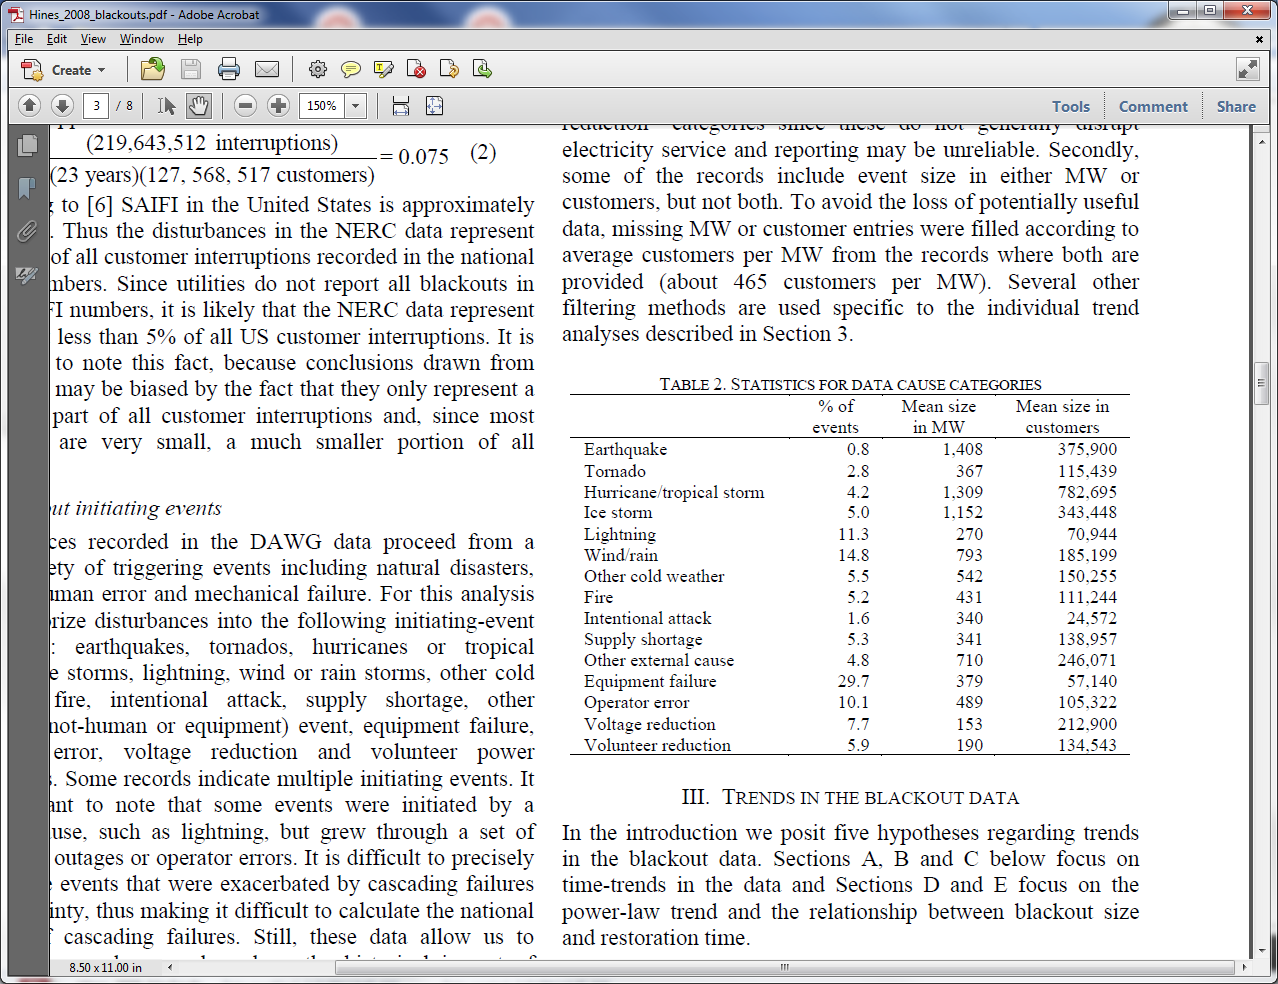 Hines_2008_blackouts.pdf - Adobe Acrobat
File Edit View Window Help
Create
3 / 8 150% Tools Comment Share
(219,643,512 interruptions)
(23 years)(127, 568, 517 customers) = 0.075 (2)
to [6] SAIFI in the United States is approximately
. Thus the disturbances in the NERC data represent
of all customer interruptions recorded in the national
mbers. Since utilities do not report all blackouts in
FI numbers, it is likely that the NERC data represent
less than 5% of all US customer interruptions. It is
to note this fact, because conclusions drawn from
may be biased by the fact that they only represent a
part of all customer interruptions and, since most
are very small, a much smaller portion of all
out initiating events
ces recorded in the DAWG data proceed from a
ety of triggering events including natural disasters,
uman error and mechanical failure. For this analysis
rize disturbances into the following initiating-event
: earthquakes, tornados, hurricanes or tropical
e storms, lightning, wind or rain storms, other cold
fire, intentional attack, supply shortage, other
not-human or equipment) event, equipment failure,
error, voltage reduction and volunteer power
. Some records indicate multiple initiating events. It
ant to note that some events were initiated by a
use, such as lightning, but grew through a set of
outages or operator errors. It is difficult to precisely
events that were exacerbated by cascading failures
inty, thus making it difficult to calculate the national
f cascading failures. Still, these data allow us to
reduction categories since these do not generally disrupt
electricity service and reporting may be unreliable. Secondly,
some of the records include event size in either MW or
customers, but not both. To avoid the loss of potentially useful
data, missing MW or customer entries were filled according to
average customers per MW from the records where both are
provided (about 465 customers per MW). Several other
filtering methods are used specific to the individual trend
analyses described in Section 3.
TABLE 2. STATISTICS FOR DATA CAUSE CATEGORIES
% of Mean size Mean size in
events in MW customers
Earthquake 0.8 1,408 375,900
Tornado 2.8 367 115,439
Hurricane/tropical storm 4.2 1,309 782,695
Ice storm 5.0 1,152 343,448
Lightning 11.3 270 70,944
Wind/rain 14.8 793 185,199
Other cold weather 5.5 542 150,255
Fire 5.2 431 111,244
Intentional attack 1.6 340 24,572
Supply shortage 5.3 341 138,957
Other external cause 4.8 710 246,071
Equipment failure 29.7 379 57,140
Operator error 10.1 489 105,322
Voltage reduction 7.7 153 212,900
Volunteer reduction 5.9 190 134,543
III. TRENDS IN THE BLACKOUT DATA
In the introduction we posit five hypotheses regarding trends
in the blackout data. Sections A, B and C below focus on
time-trends in the data and Sections D and E focus on the
power-law trend and the relationship between blackout size
and restoration time.
8.50 x 11.00 in